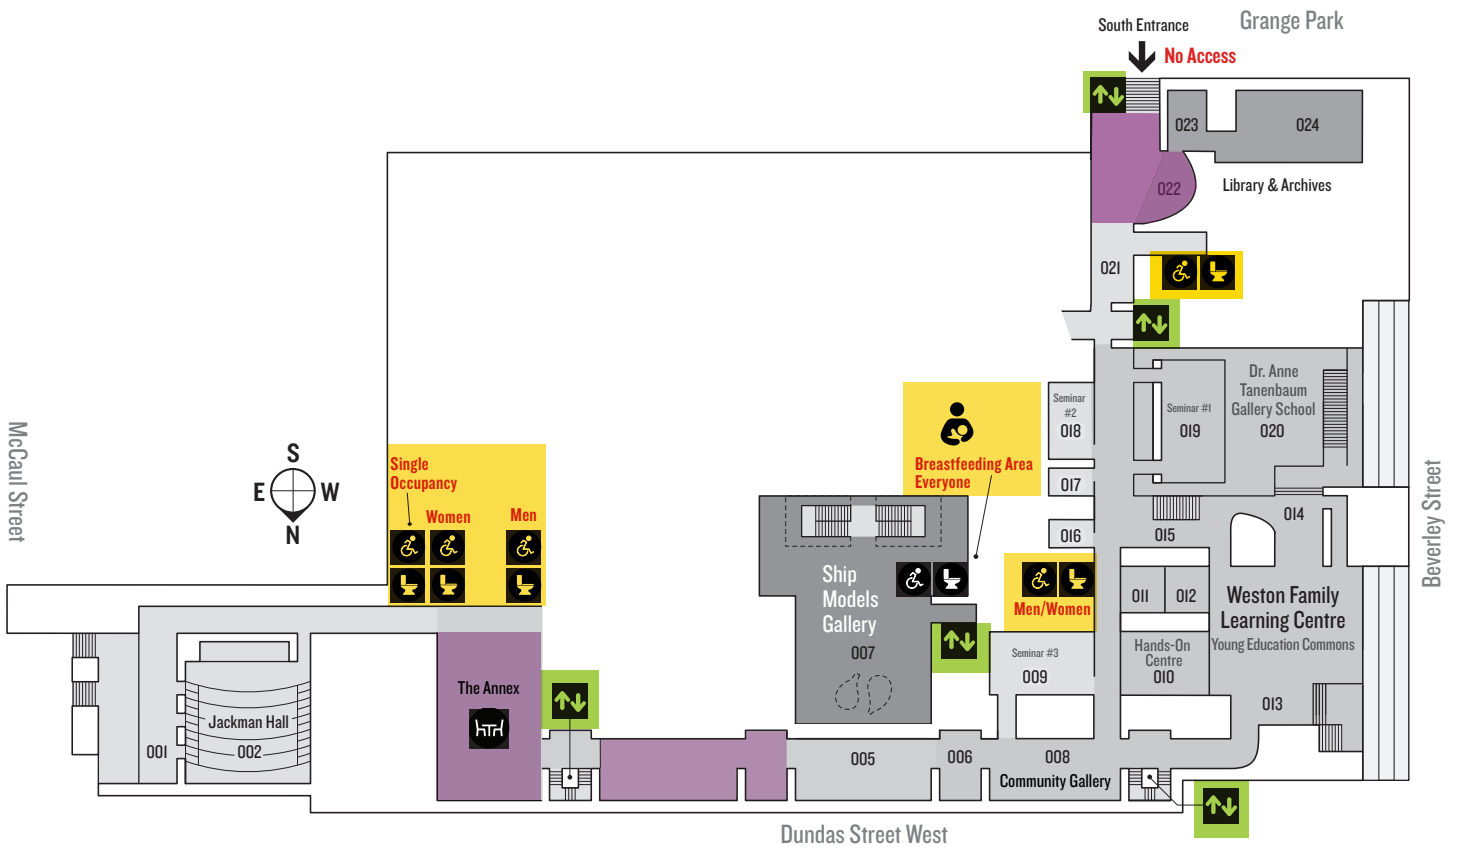 Grange Park
South Entrance
No Access
023
024
022
Library & Archives
021
Dr. Anne
Tanenbaum
Gallery School
020
Seminar #1
019
Seminar
#2
018
017
016
015
014
McCaul Street
S
E
W
N
Single
Occupancy
Women
Men
Breastfeeding Area
Everyone
Beverley Street
Ship
Models
Gallery
007
Men/Women
011
012
Weston Family
Learning Centre
Young Education Commons
Hands-On
Centre
010
Seminar #3
009
013
The Annex
Jackman Hall
001
002
005
006
008
Community Gallery
Dundas Street West